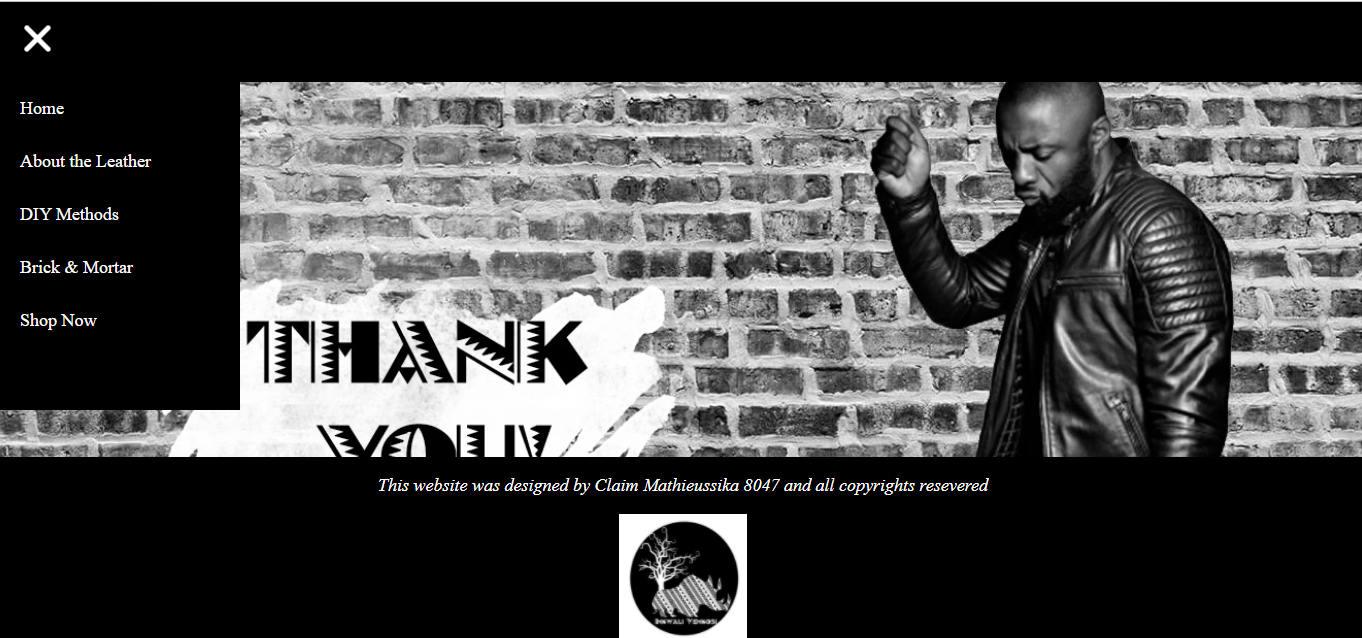 Home
About the Leather
DIY Methods
Brick & Mortar
Shop Now
THANK
YOU
This website was designed by Claim Mathieussika 8047 and all copyrights resevered